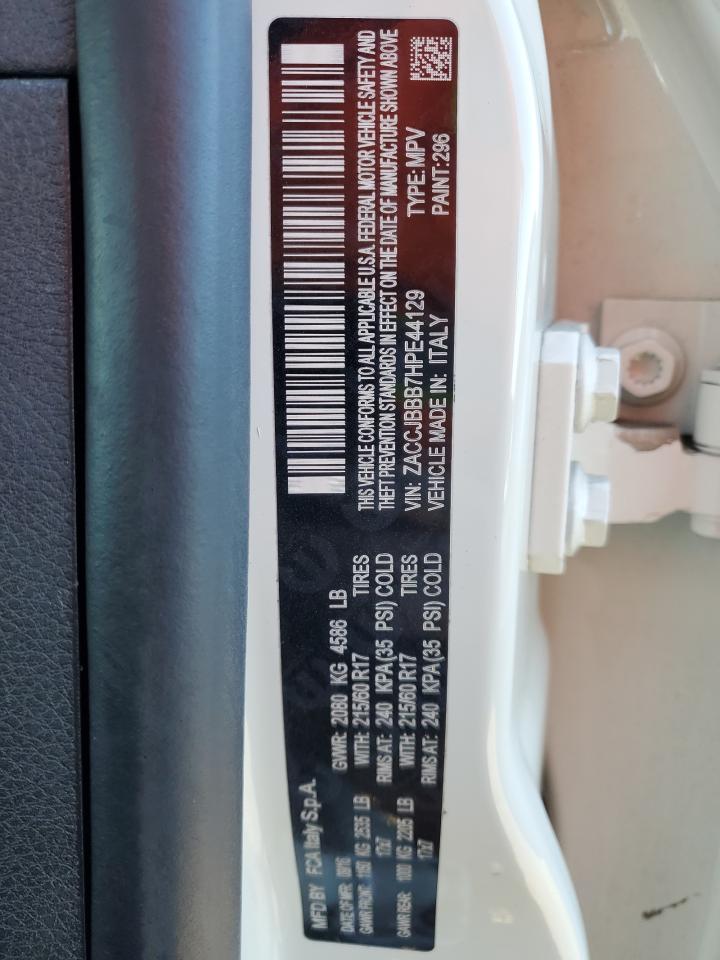 MFD BY FCA Italy S.p.A.
DATE OF MFR: 09/16 GVWR: 2080 KG 4586 LB
GAWR FRONT: 1150 KG 2535 LB WITH: 215/60 R17 TIRES
17x7 RIMS AT: 240 KPA(35 PSI) COLD
GAWR REAR: 1000 KG 2205 LB WITH: 215/60 R17 TIRES
17x7 RIMS AT: 240 KPA(35 PSI) COLD
THIS VEHICLE CONFORMS TO ALL APPLICABLE U.S.A. FEDERAL MOTOR VEHICLE SAFETY AND
THEFT PREVENTION STANDARDS IN EFFECT ON THE DATE OF MANUFACTURE SHOWN ABOVE
VIN: ZACCJBBB7HPE44129 TYPE: MPV
VEHICLE MADE IN: ITALY PAINT: 296